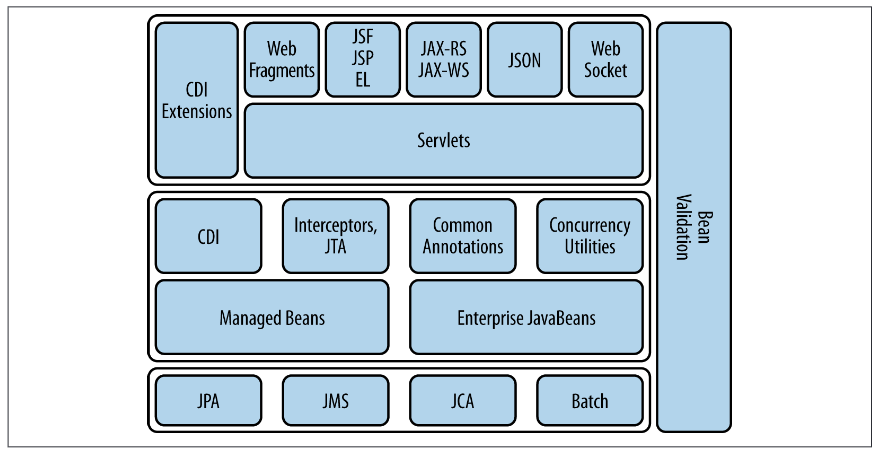 CDI
Extensions
Web
Fragments
JSF
JSP
EL
JAX-RS
JAX-WS
JSON
Web
Socket
Servlets
CDI
Interceptors,
JTA
Common
Annotations
Concurrency
Utilities
Managed Beans
Enterprise JavaBeans
JPA
JMS
JCA
Batch
Bean
Validation